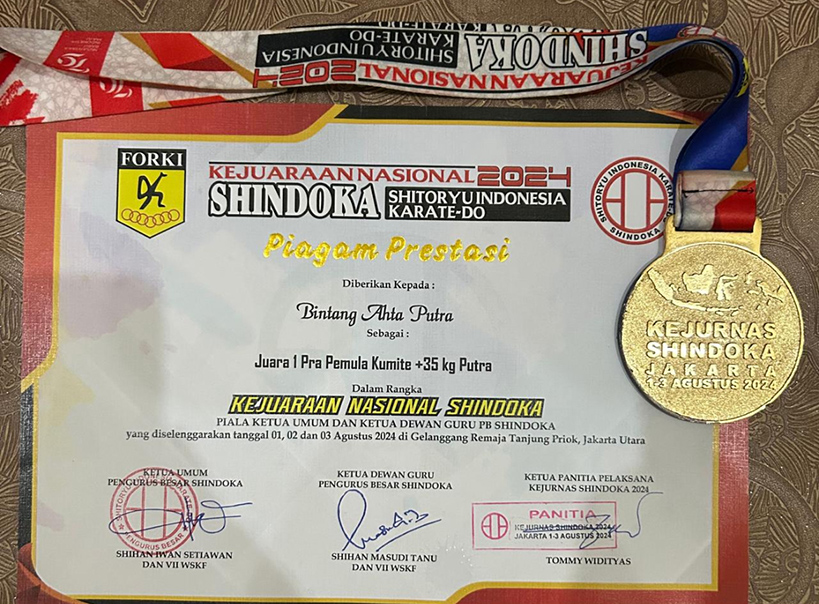 SHITORYU INDONESIA
KARATE-DO
SHINDOKA
KEJUARAAN NASIONAL
2024
FORKI
KEJUARAAN NASIONAL 2024
SHINDOKA SHITORYU INDONESIA
KARATE-DO
SHITORYU INDONESIA KARATE
SHINDOKA
Piagam Prestasi
Diberikan Kepada :
Bintang Ahta Putra
Sebagai :
Juara 1 Pra Pemula Kumite +35 kg Putra
Dalam Rangka
KEJUARAAN NASIONAL SHINDOKA
PIALA KETUA UMUM DAN KETUA DEWAN GURU PB SHINDOKA
yang diselenggarakan tanggal 01, 02 dan 03 Agustus 2024 di Gelanggang Remaja Tanjung Priok, Jakarta Utara
KEJURNAS
SHINDOKA
JAKARTA
1-3 AGUSTUS 2024
KETUA UMUM
PENGURUS BESAR SHINDOKA
PENGURUS BESAR
SHIHAN IWAN SETIAWAN
DAN VII WSKF
KETUA DEWAN GURU
PENGURUS BESAR SHINDOKA
SHIHAN MASUDI TANU
DAN VII WSKF
KETUA PANITIA PELAKSANA
KEJURNAS SHINDOKA 2024
PANITIA
KEJURNAS SHINDOKA 2024
JAKARTA 1-3 AGUSTUS 2024
TOMMY WIDITYAS